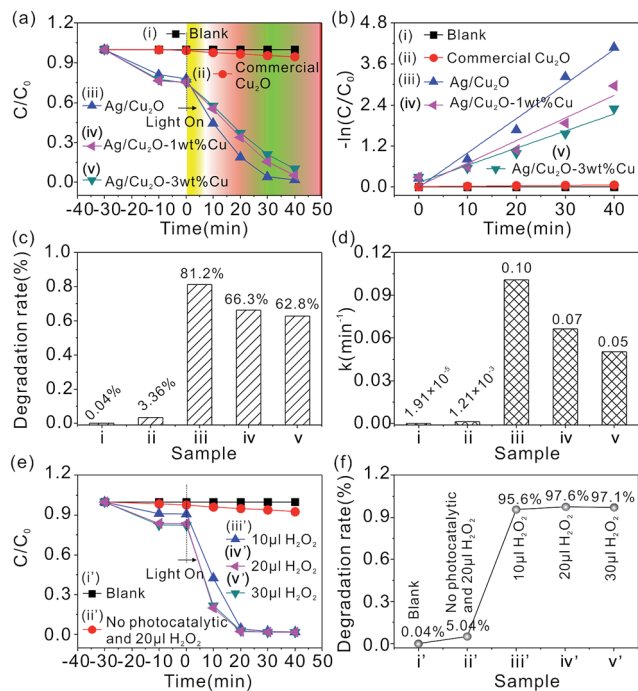 (a)
(i) Blank
(ii) Commercial
Cu2O
(iii)
Ag/Cu2O
Light On
(iv)
Ag/Cu2O-1wt%Cu
(v)
Ag/Cu2O-3wt%Cu
C/C0
1.2
0.9
0.6
0.3
0.0
-40 -30 -20 -10 0 10 20 30 40 50
Time(min)
(b)
(i) Blank
(ii) Commercial Cu2O
(iii) Ag/Cu2O
(iv) Ag/Cu2O-1wt%Cu
(v)
Ag/Cu2O-3wt%Cu
-ln(C/C0)
4.8
3.6
2.4
1.2
0.0
0 10 20 30 40
Time(min)
(c)
Degradation rate(%)
1.0
0.8
0.6
0.4
0.2
0.0
0.04%
3.36%
81.2%
66.3%
62.8%
i ii iii iv v
Sample
(d)
k(min-1)
0.12
0.09
0.06
0.03
0.00
1.91×10-5
1.21×10-3
0.10
0.07
0.05
i ii iii iv v
Sample
(e)
C/C0
1.2
0.9
0.6
0.3
0.0
Light On
(iii')
10μl H2O2
(iv')
20μl H2O2
(v')
30μl H2O2
(i')
Blank
(ii')
No photocatalytic
and 20μl H2O2
-40 -30 -20 -10 0 10 20 30 40 50
Time(min)
(f)
Degradation rate(%)
1.2
0.9
0.6
0.3
0.0
Blank
0.04%
No photocatalytic
and 20μl H2O2
5.04%
95.6%
10μl H2O2
97.6%
20μl H2O2
97.1%
30μl H2O2
i' ii' iii' iv' v'
Sample